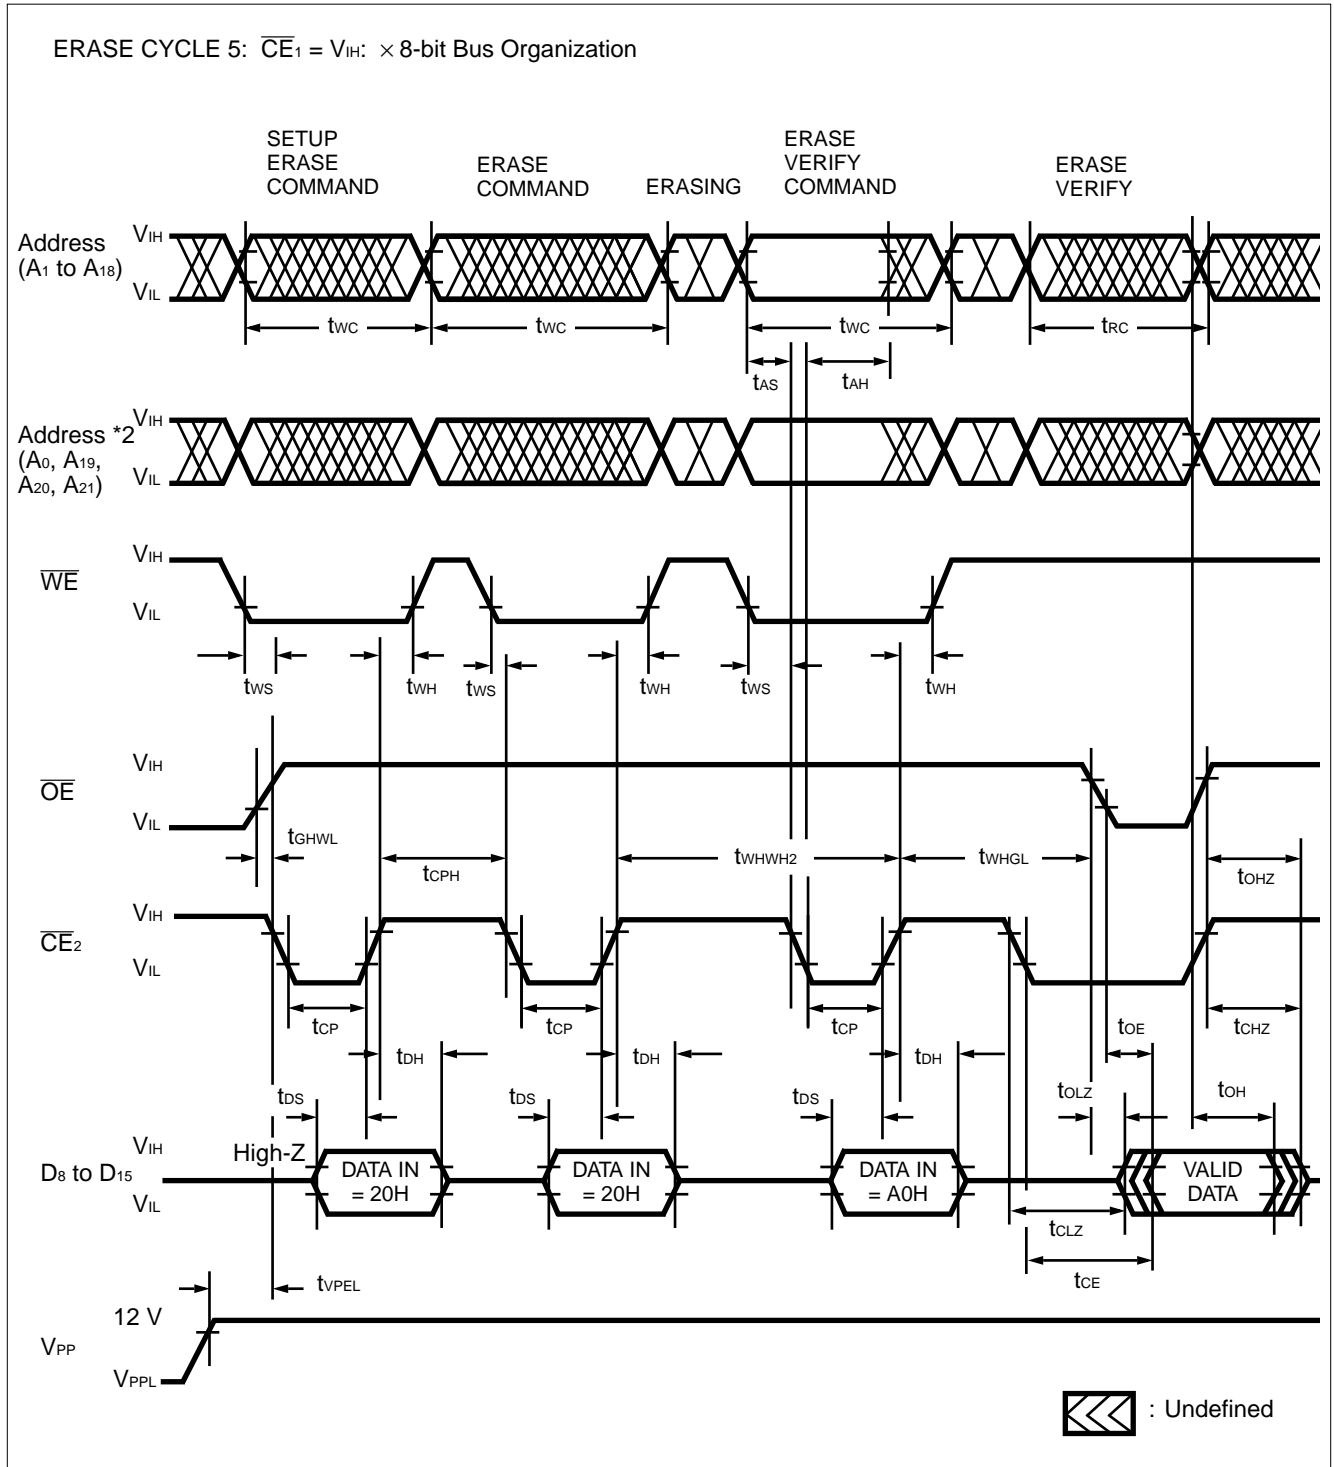 ERASE CYCLE 5: C̅E̅₁ = VIH: × 8-bit Bus Organization
SETUP
ERASE
COMMAND
ERASE
COMMAND
ERASING
ERASE
VERIFY
COMMAND
ERASE
VERIFY
Address
(A1 to A18)
VIH
VIL
tWC
tWC
tWC
tRC
tAS
tAH
Address *2
(A0, A19,
A20, A21)
VIH
VIL
W̅E̅
VIH
VIL
tWS
tWH
tWS
tWH
tWS
tWH
O̅E̅
VIH
VIL
tGHWL
tCPH
tWHWH2
tWHGL
tOHZ
C̅E̅2
VIH
VIL
tCP
tCP
tCP
tOE
tCHZ
tDH
tDH
tDH
tDS
tDS
tDS
tOLZ
tOH
D8 to D15
VIH
VIL
High-Z
DATA IN
= 20H
DATA IN
= 20H
DATA IN
= A0H
VALID
DATA
tCLZ
tCE
tVPEL
VPP
12 V
VPPL
: Undefined